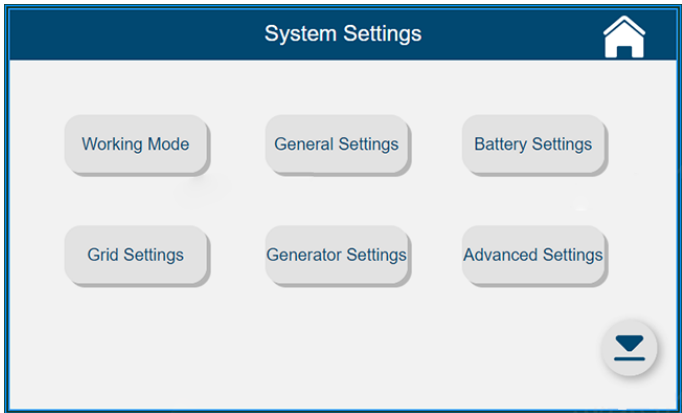 System Settings
Working Mode
General Settings
Battery Settings
Grid Settings
Generator Settings
Advanced Settings